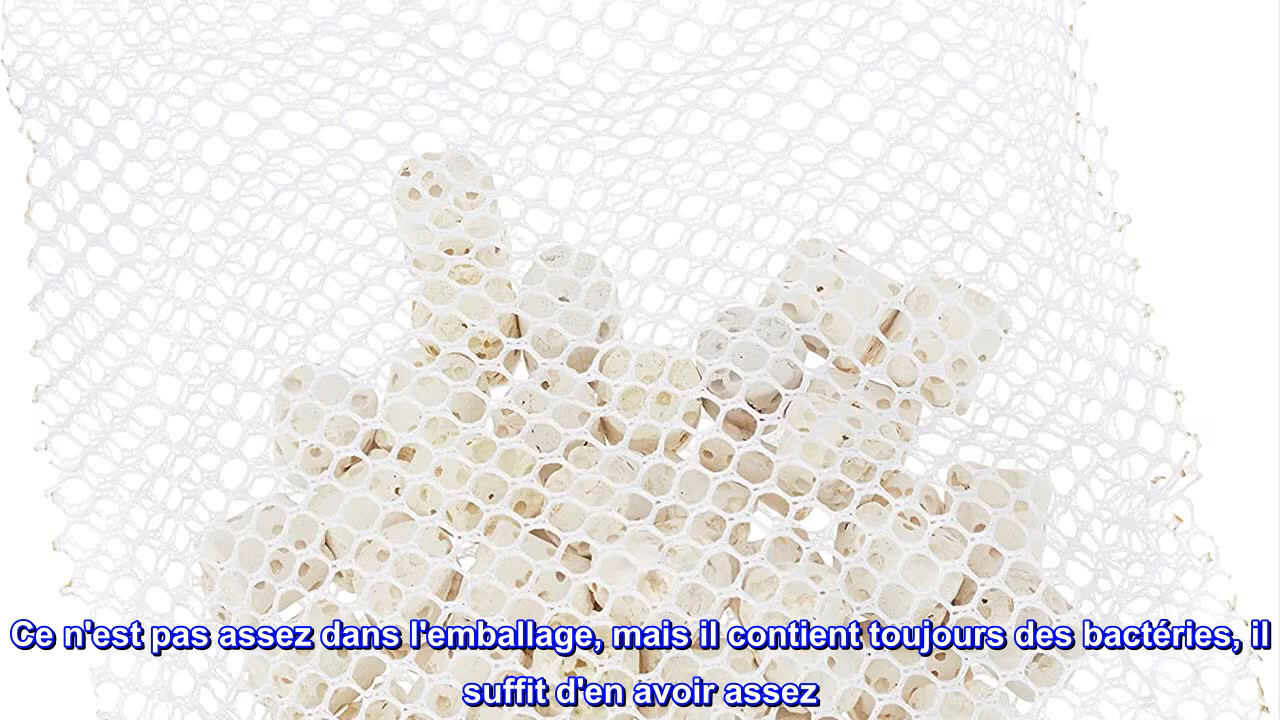 Ce n'est pas assez dans l'emballage, mais il contient toujours des bactéries, il
suffit d'en avoir assez